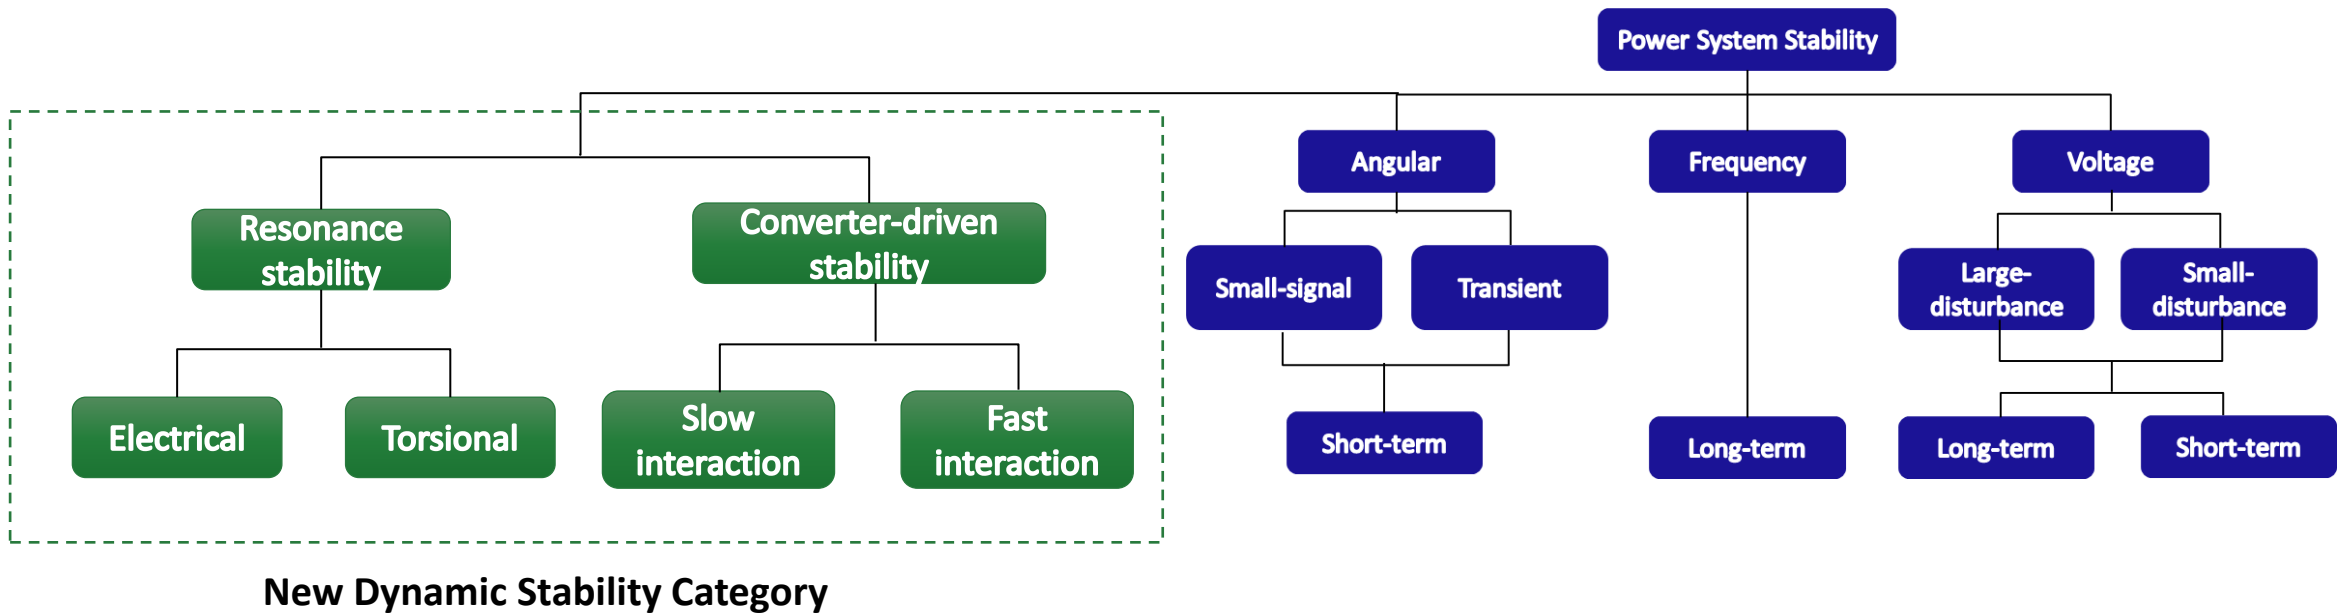 Power System Stability
Angular
Frequency
Voltage
Resonance
stability
Converter-driven
stability
Small-signal
Transient
Large-
disturbance
Small-
disturbance
Electrical
Torsional
Slow
interaction
Fast
interaction
Short-term
Long-term
Long-term
Short-term
New Dynamic Stability Category